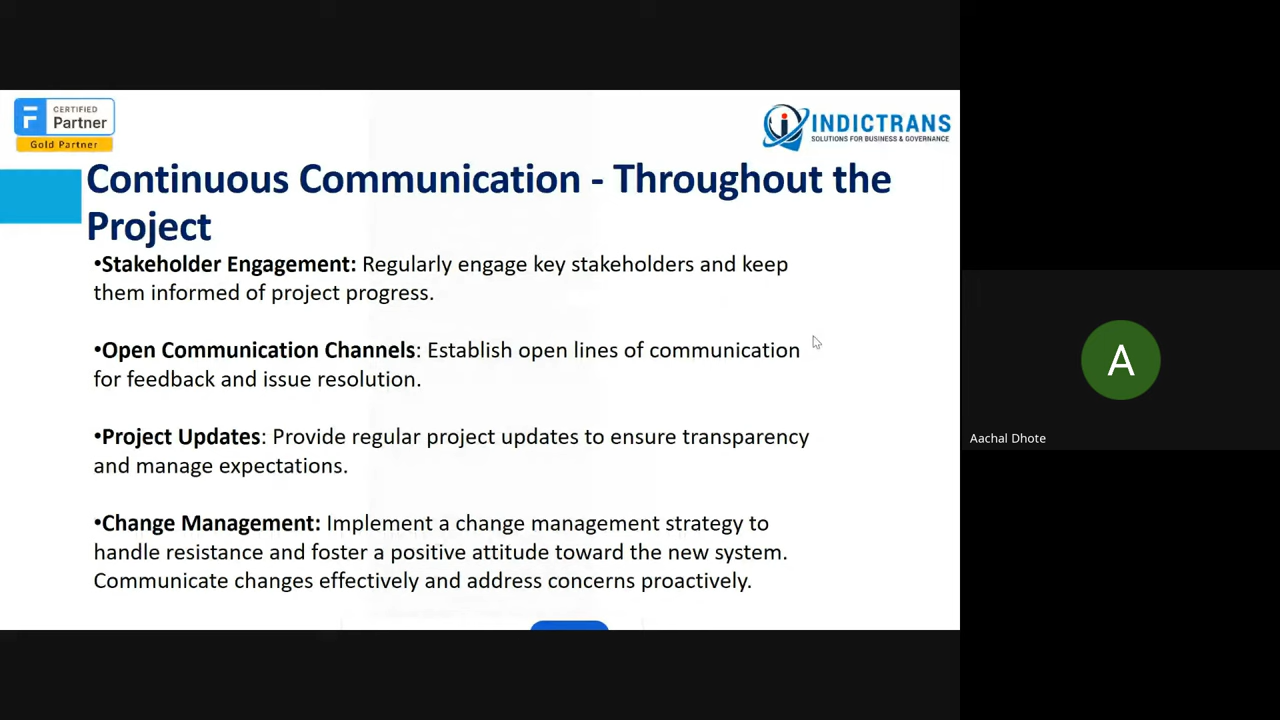 CERTIFIED
Partner
Gold Partner
INDICTRANS
SOLUTIONS FOR BUSINESS & GOVERNANCE
Continuous Communication - Throughout the
Project
•Stakeholder Engagement: Regularly engage key stakeholders and keep
them informed of project progress.
•Open Communication Channels: Establish open lines of communication
for feedback and issue resolution.
•Project Updates: Provide regular project updates to ensure transparency
and manage expectations.
•Change Management: Implement a change management strategy to
handle resistance and foster a positive attitude toward the new system.
Communicate changes effectively and address concerns proactively.
A
Aachal Dhote